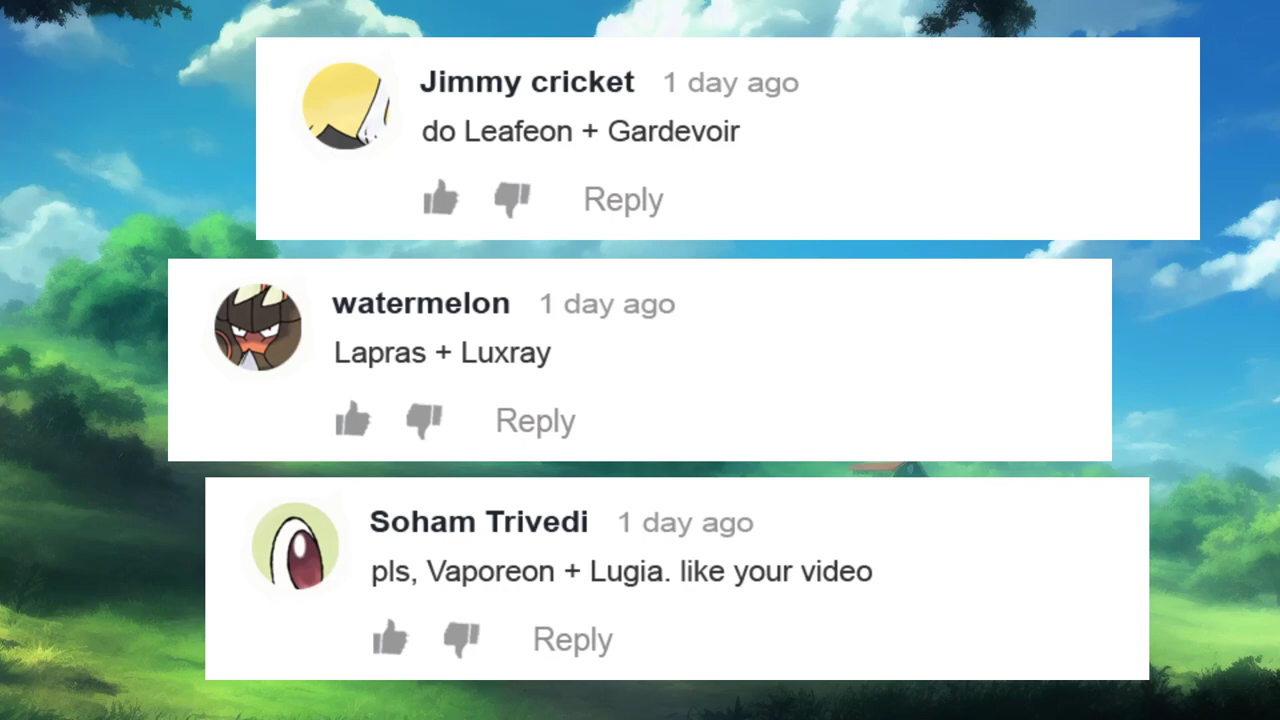 Jimmy cricket 1 day ago
do Leafeon + Gardevoir
Reply
watermelon 1 day ago
Lapras + Luxray
Reply
Soham Trivedi 1 day ago
pls, Vaporeon + Lugia. like your video
Reply